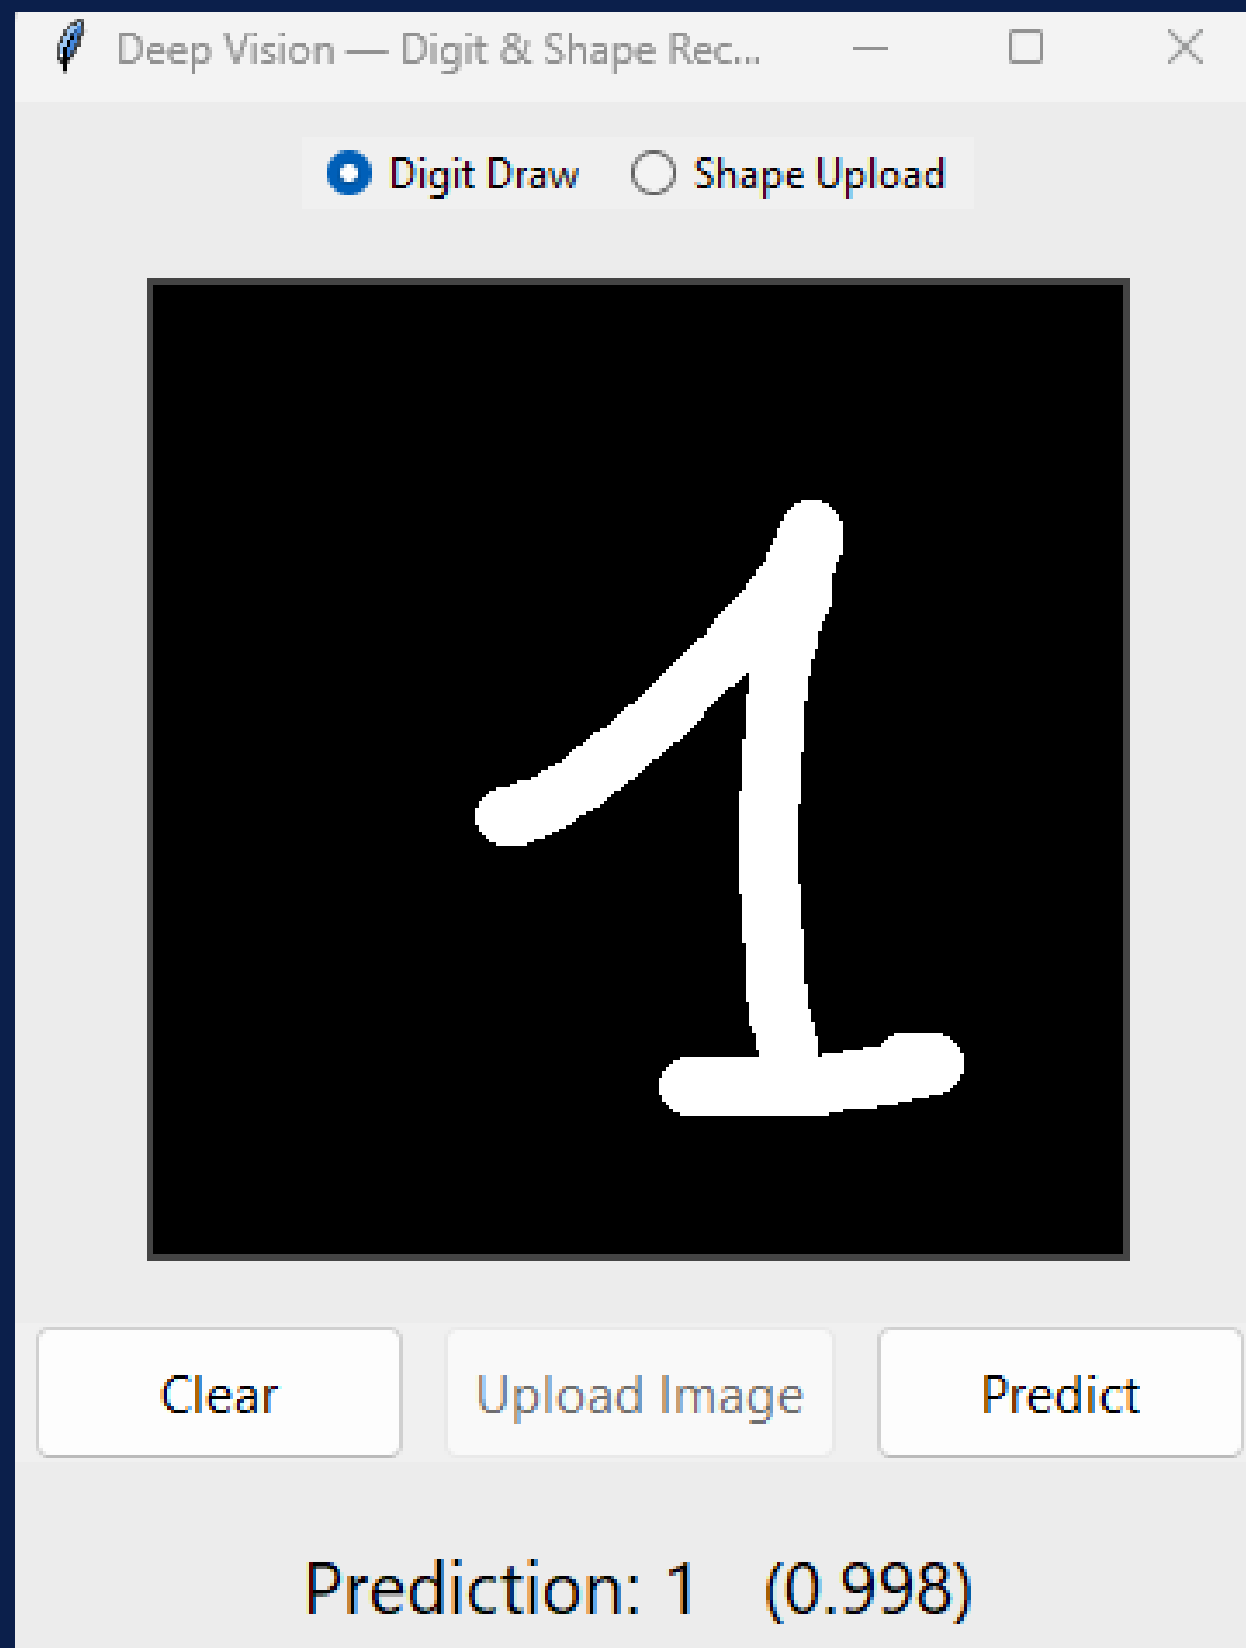 Deep Vision — Digit & Shape Rec...
Digit Draw Shape Upload
1
Clear Upload Image Predict
Prediction: 1 (0.998)